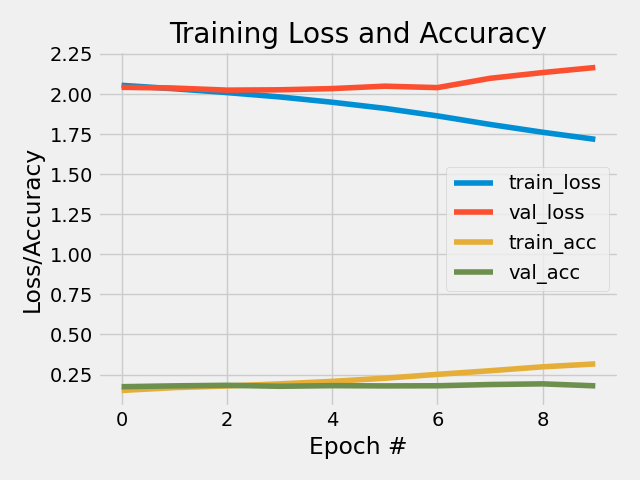 Training Loss and Accuracy
2.25
2.00
1.75
1.50
1.25
1.00
0.75
0.50
0.25
Loss/Accuracy
train_loss
val_loss
train_acc
val_acc
0 2 4 6 8
Epoch #